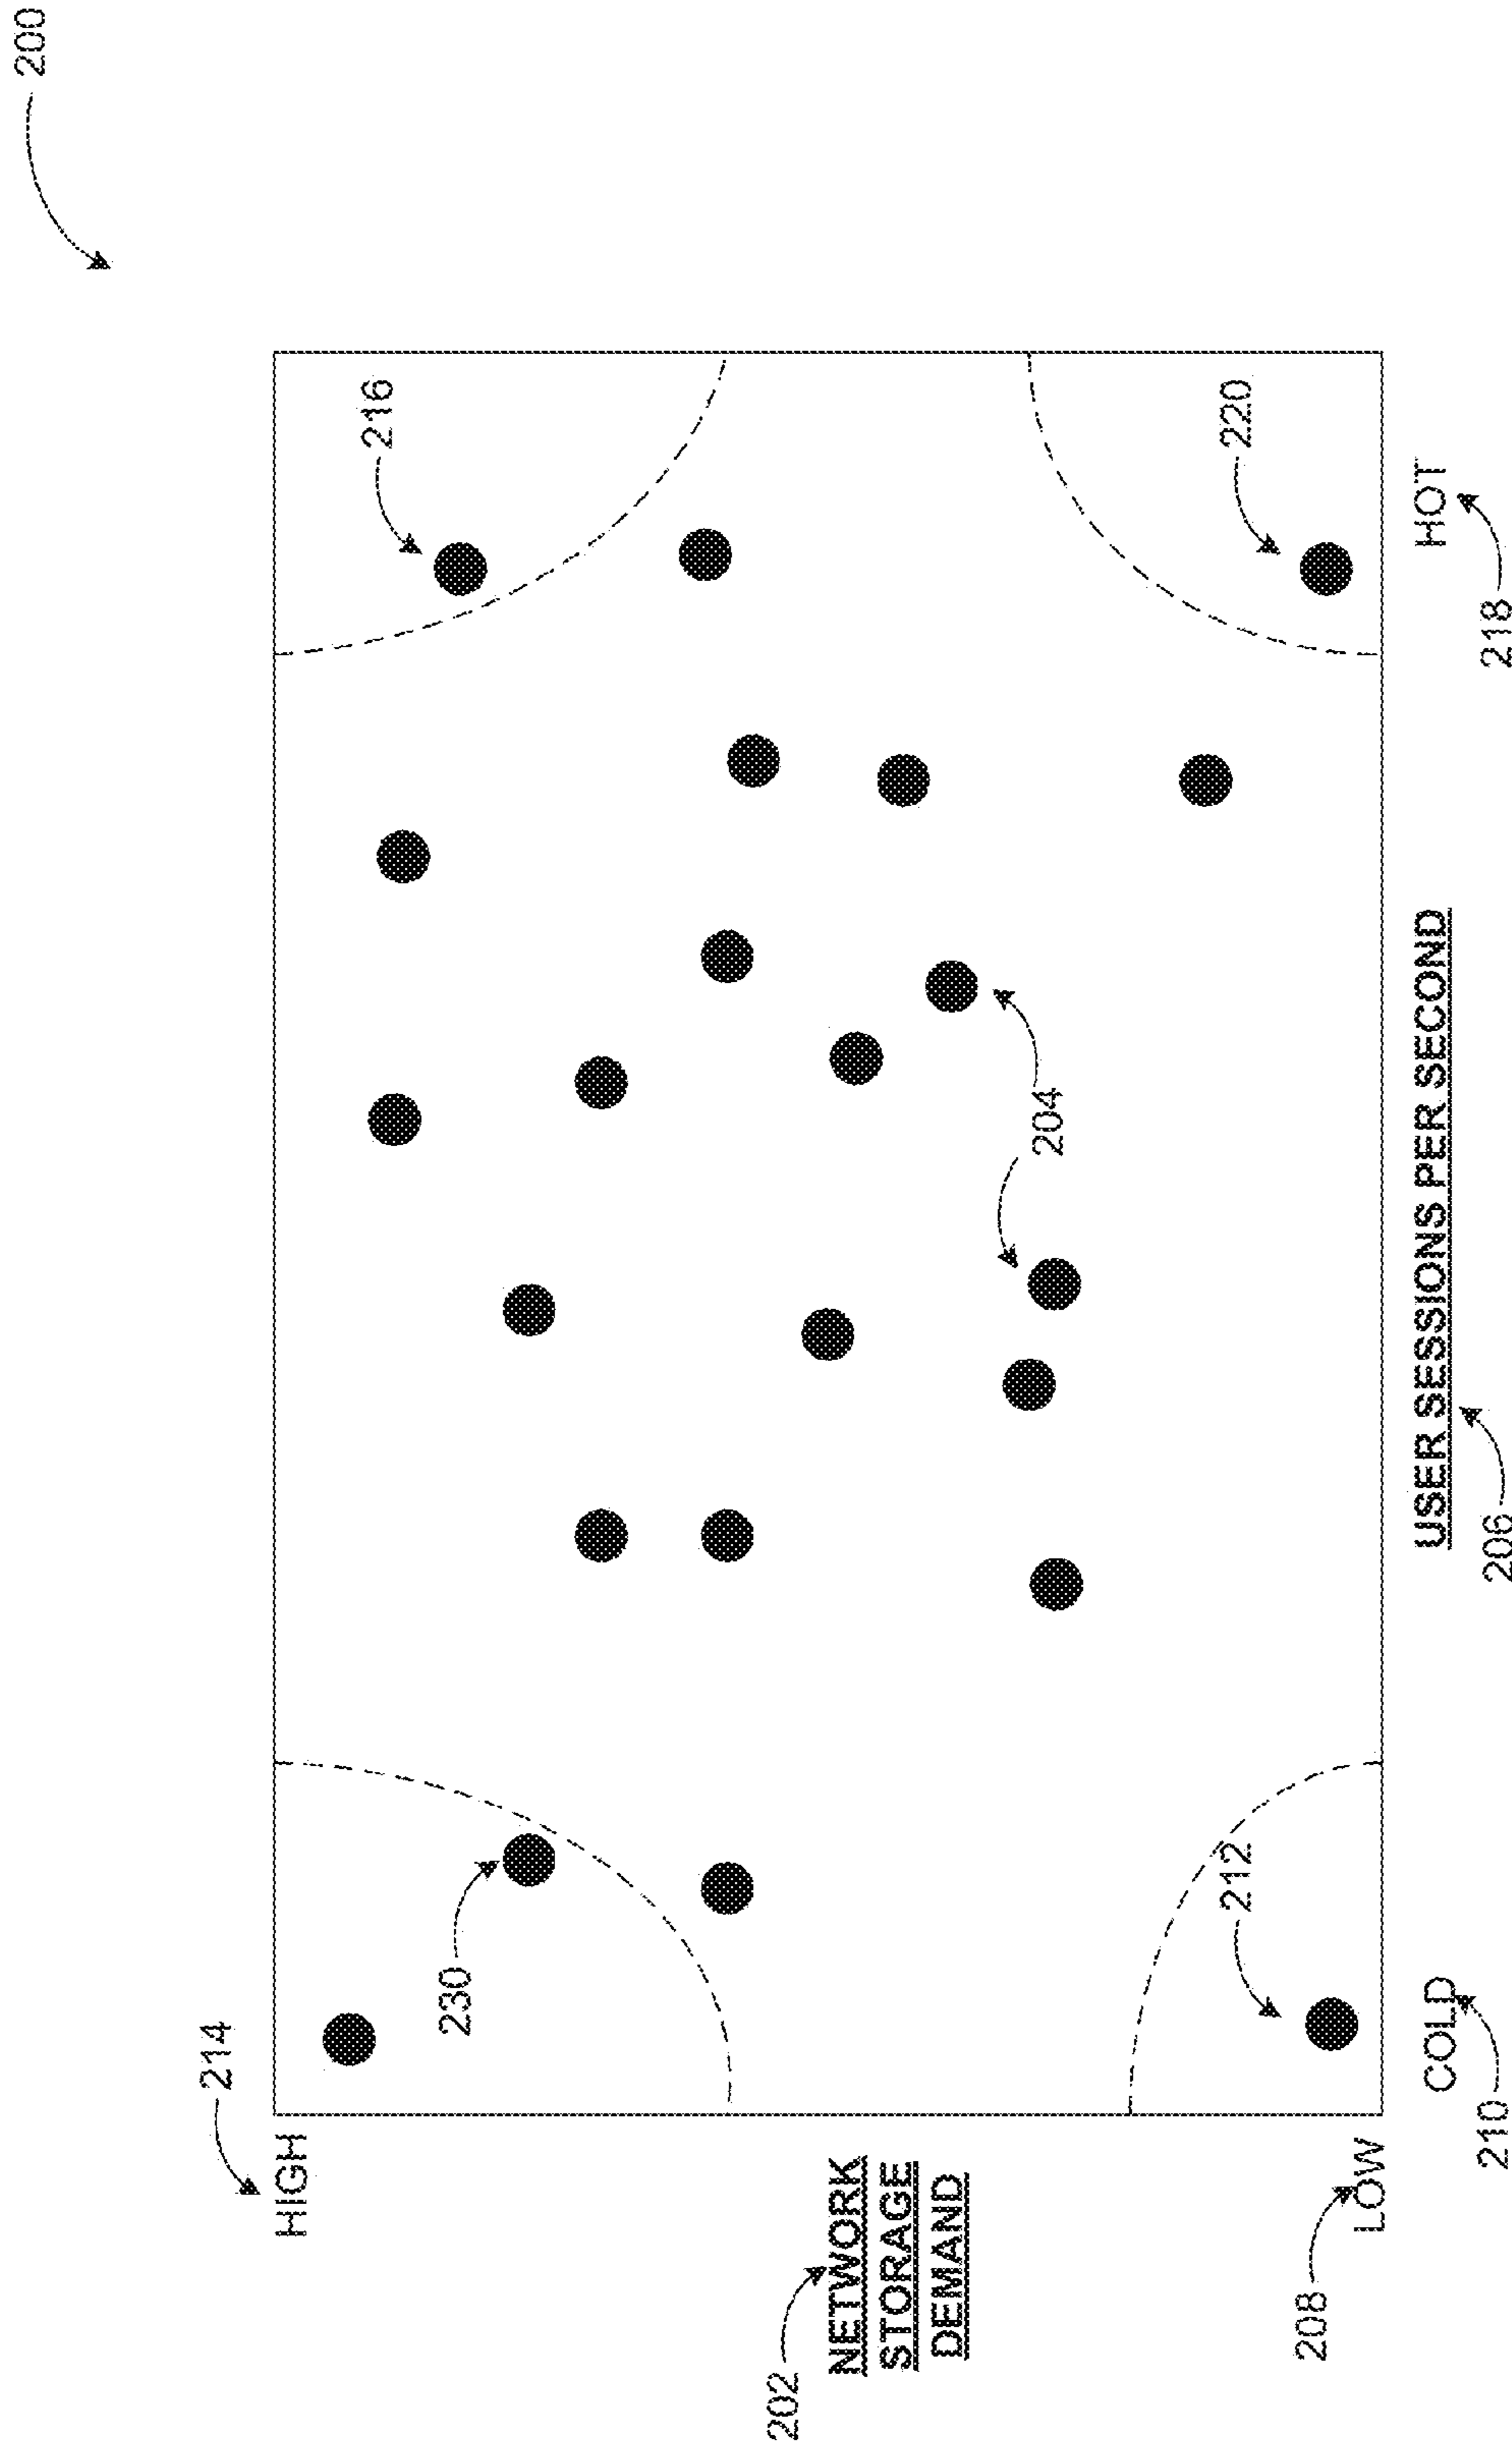 200
214
HIGH
216
230
202
NETWORK
STORAGE
DEMAND
204
212
220
208
LOW
COLD
HOT
210
USER SESSIONS PER SECOND
206
218